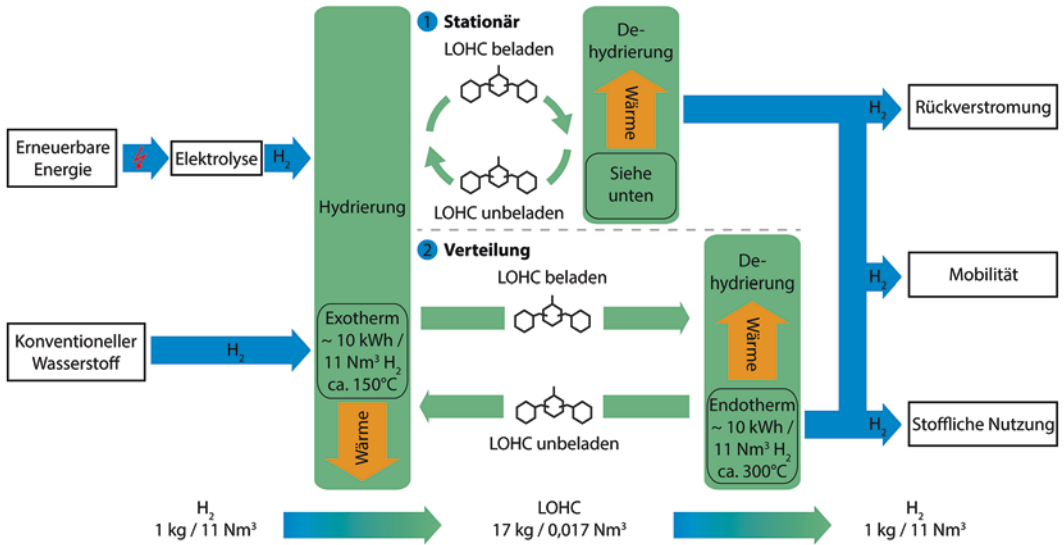 1 Stationär
LOHC beladen
LOHC unbeladen
De-
hydrierung
Wärme
Siehe
unten
Erneuerbare
Energie
Elektrolyse
H₂
Hydrierung
H₂
Rückverstromung
2 Verteilung
LOHC beladen
LOHC unbeladen
De-
hydrierung
Wärme
Endotherm
~ 10 kWh /
11 Nm³ H₂
ca. 300°C
H₂
Mobilität
Konventioneller
Wasserstoff
H₂
Exotherm
~ 10 kWh /
11 Nm³ H₂
ca. 150°C
Wärme
H₂
Stoffliche Nutzung
H₂
1 kg / 11 Nm³
LOHC
17 kg / 0,017 Nm³
H₂
1 kg / 11 Nm³